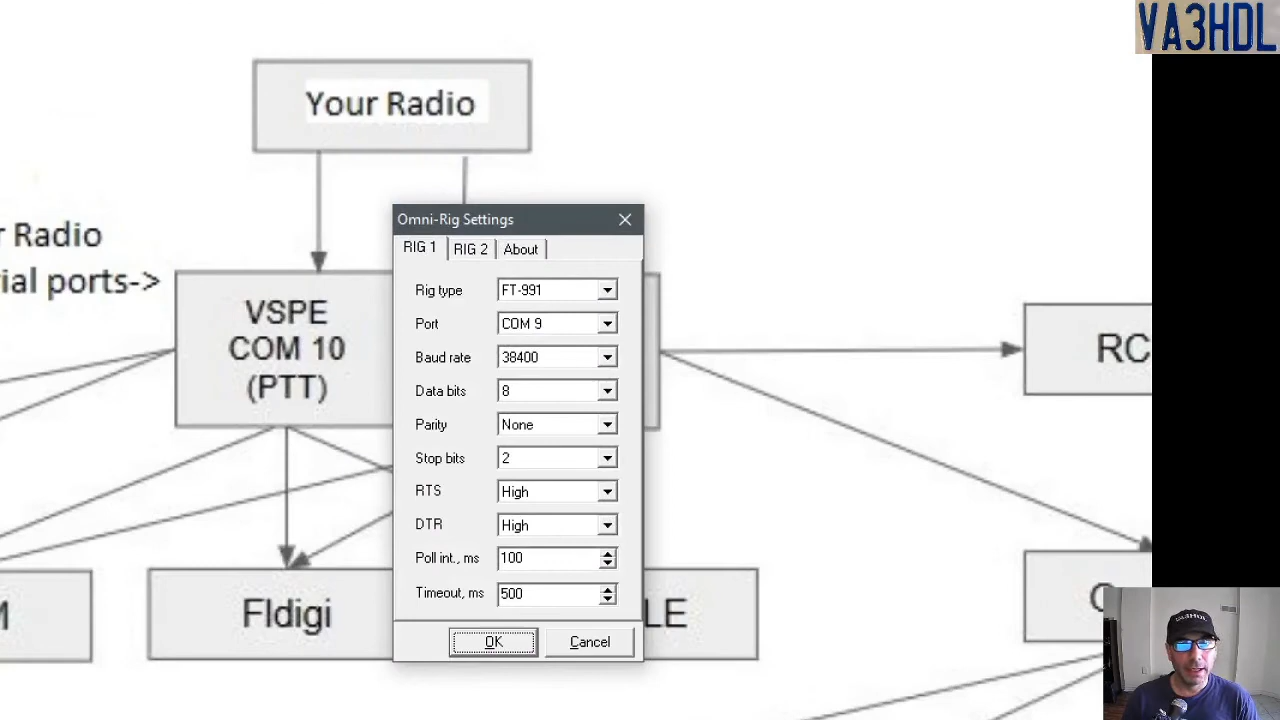 VA3HDL
Your Radio
r Radio
ial ports->
VSPE
COM 10
(PTT)
Omni-Rig Settings
RIG 1
RIG 2
About
Rig type
FT-991
Port
COM 9
Baud rate
38400
Data bits
8
Parity
None
Stop bits
2
RTS
High
DTR
High
Poll int., ms
100
Timeout, ms
500
OK
Cancel
RC
Fldigi
LE
VA3HDL